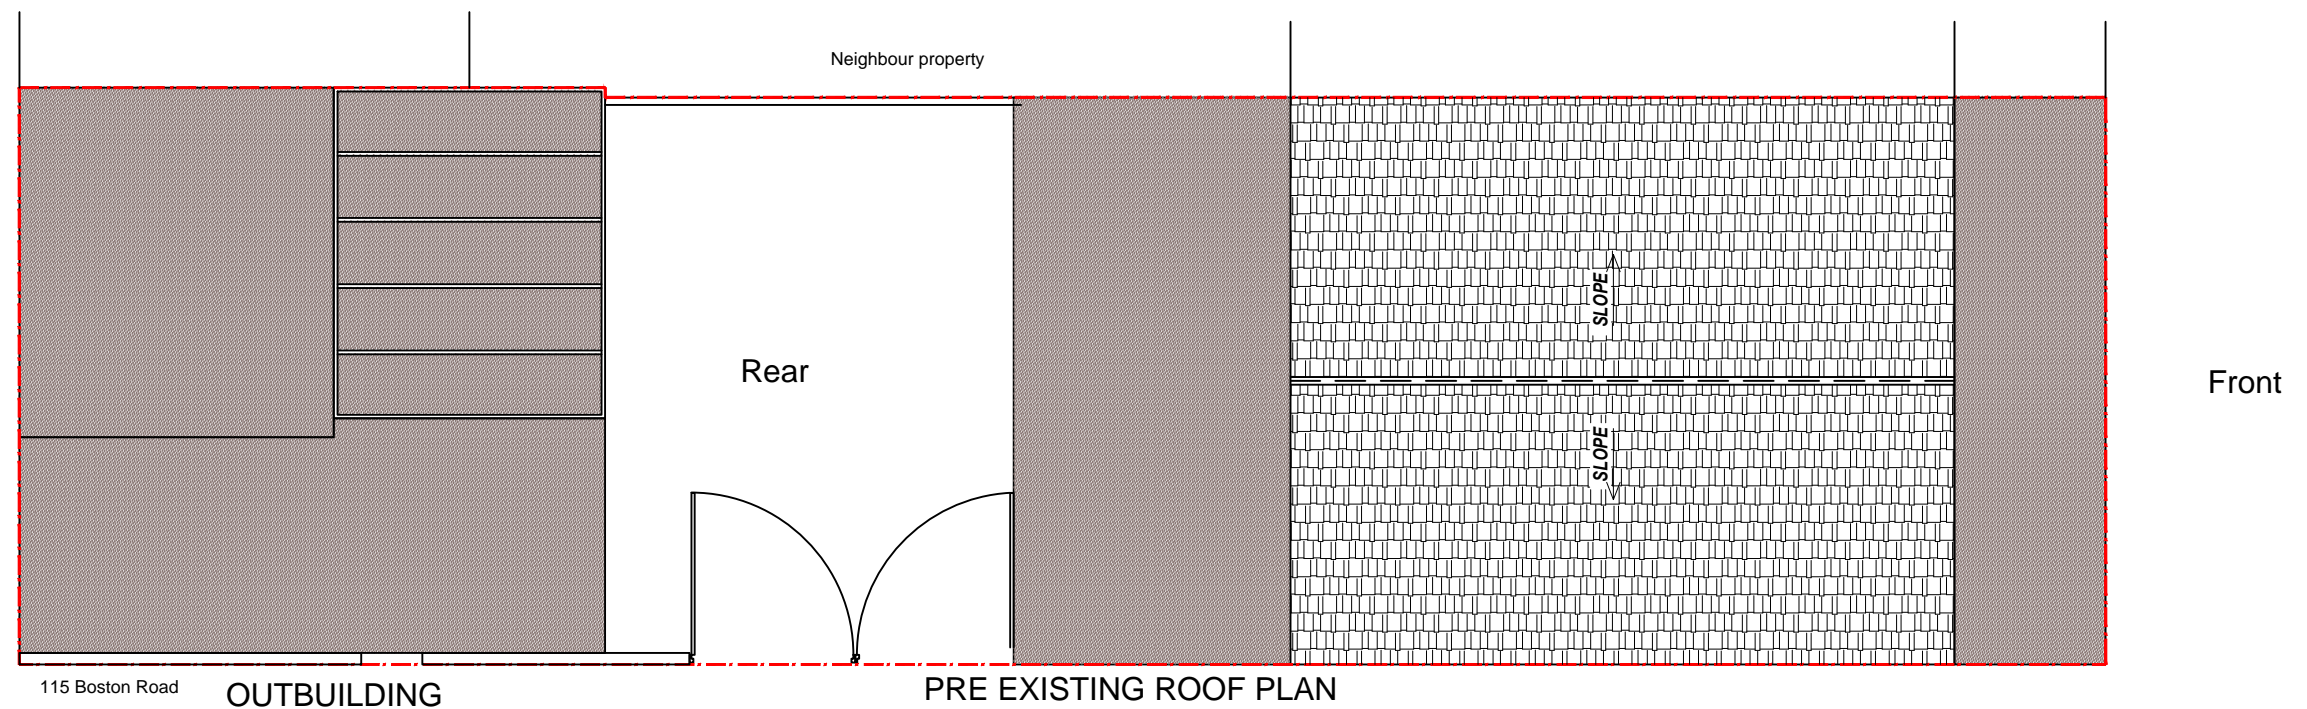 Neighbour property
SLOPE
Rear
Front
SLOPE
115 Boston Road
OUTBUILDING
PRE EXISTING ROOF PLAN